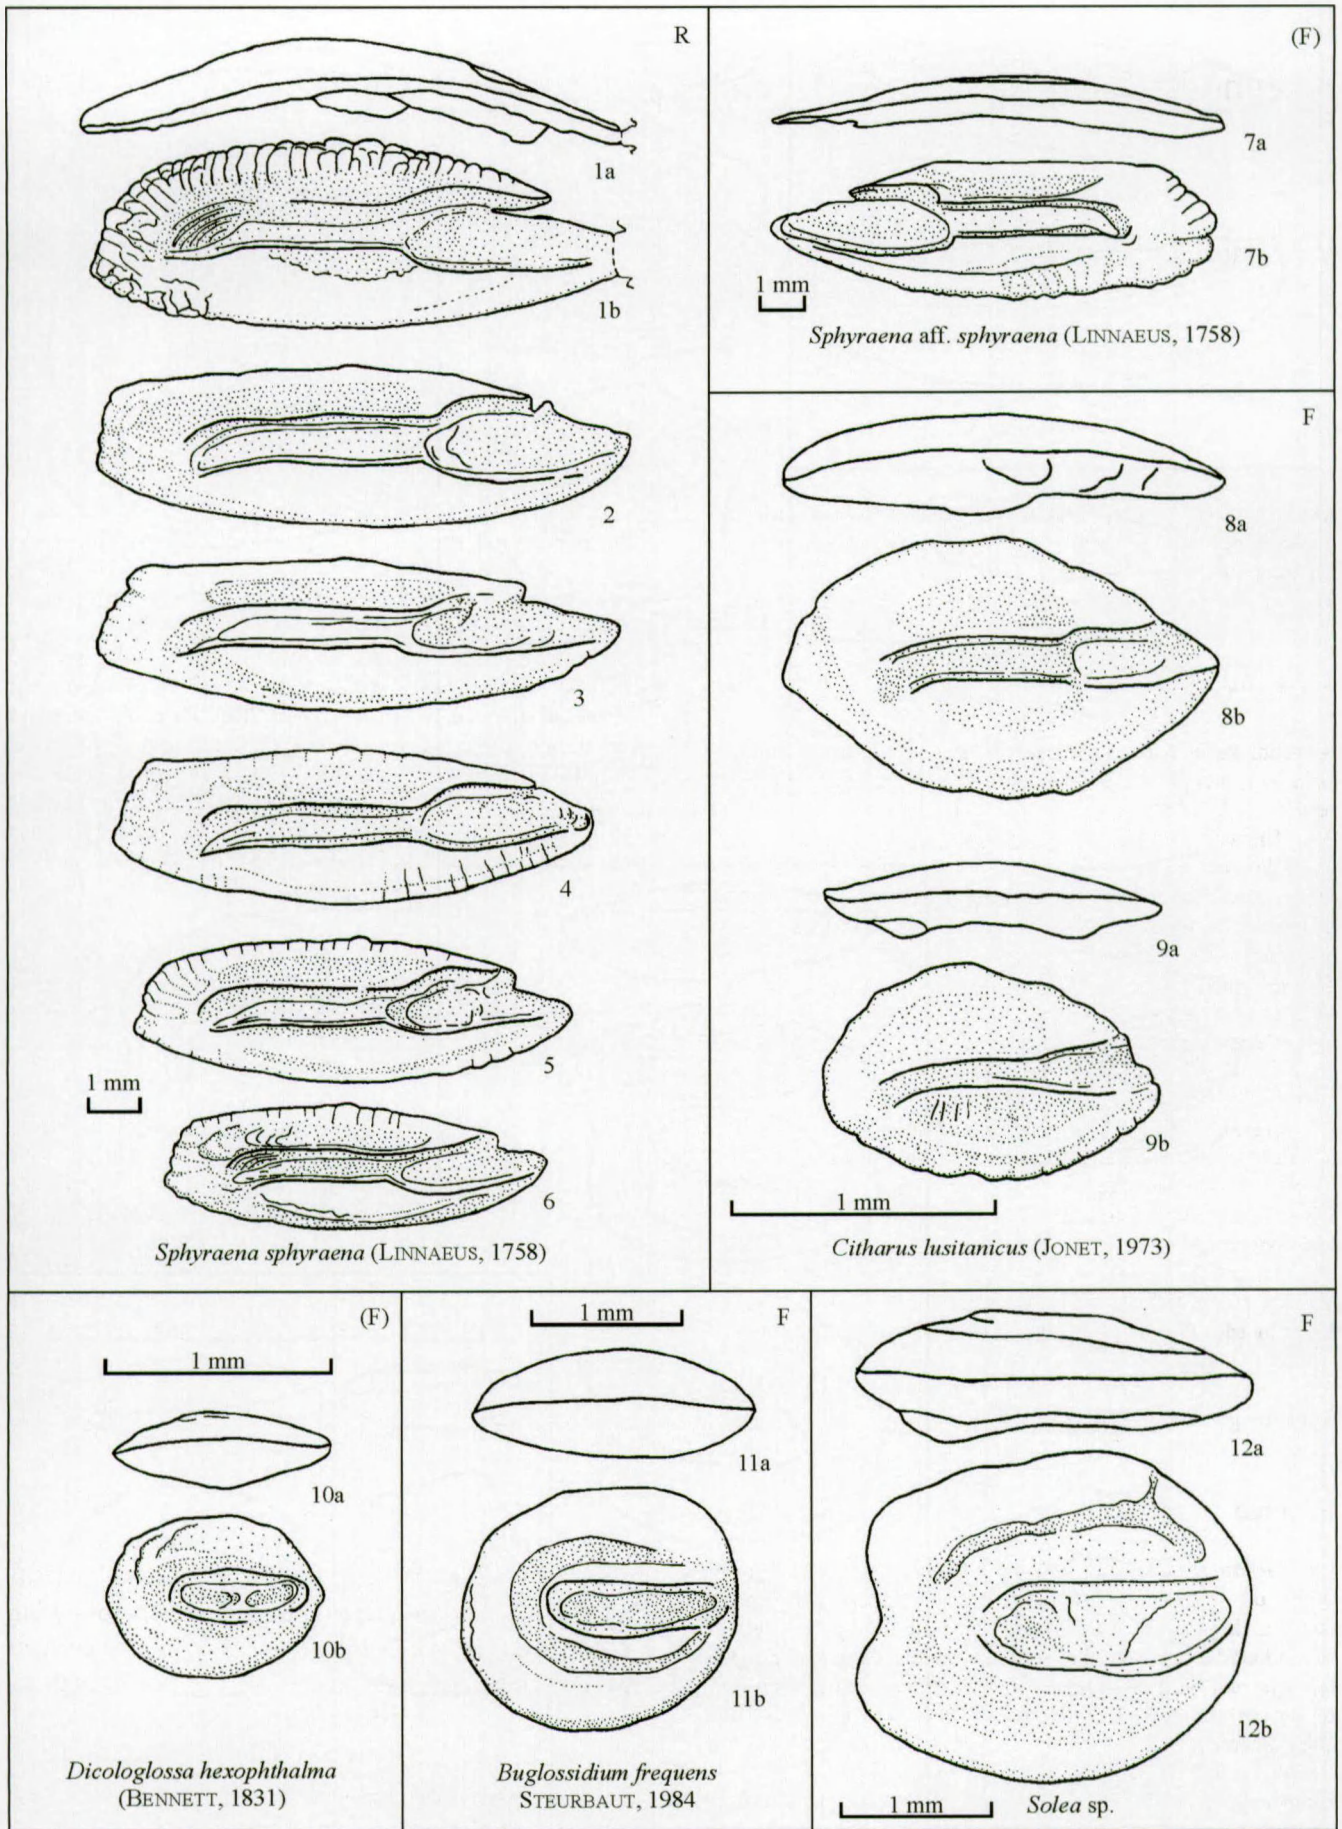 R
1a
1b
2
3
4
5
1 mm
6
Sphyraena sphyraena (LINNAEUS, 1758)
(F)
7a
7b
1 mm
Sphyraena aff. sphyraena (LINNAEUS, 1758)
F
8a
8b
9a
9b
1 mm
Citharus lusitanicus (JONET, 1973)
(F)
1 mm
10a
10b
Dicologlossa hexophthalma
(BENNETT, 1831)
1 mm
F
11a
11b
Buglossidium frequens
STEURBAUT, 1984
F
12a
12b
1 mm
Solea sp.